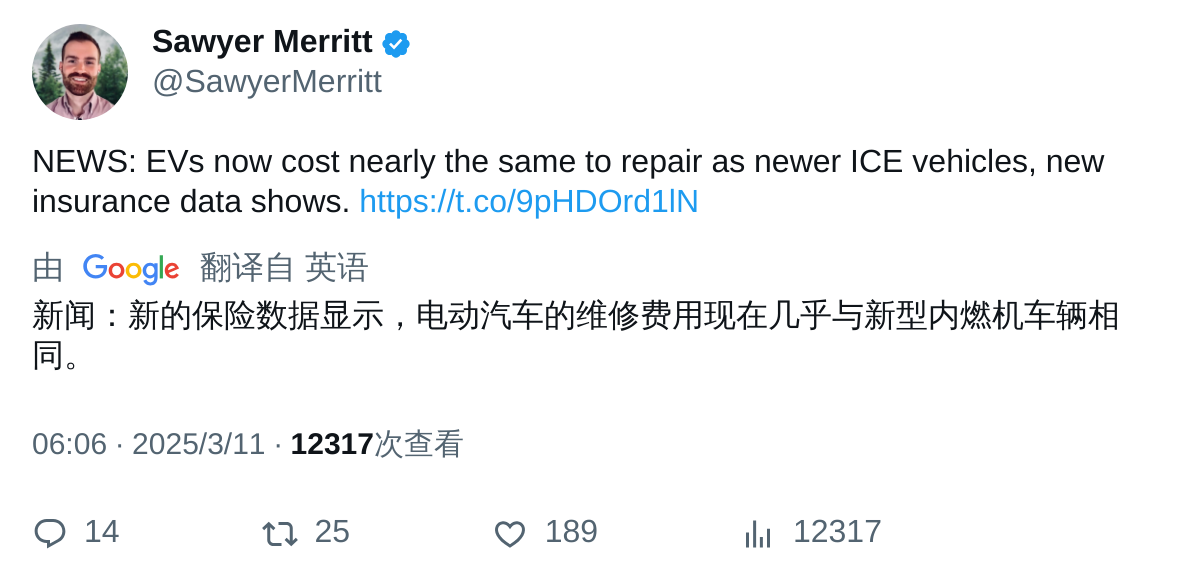 Sawyer Merritt
@SawyerMerritt
NEWS: EVs now cost nearly the same to repair as newer ICE vehicles, new
insurance data shows. https://t.co/9pHDOrd1lN
由 Google 翻译自 英语
新闻：新的保险数据显示，电动汽车的维修费用现在几乎与新型内燃机车辆相
同。
06:06 · 2025/3/11 · 12317次查看
14 25 189 12317